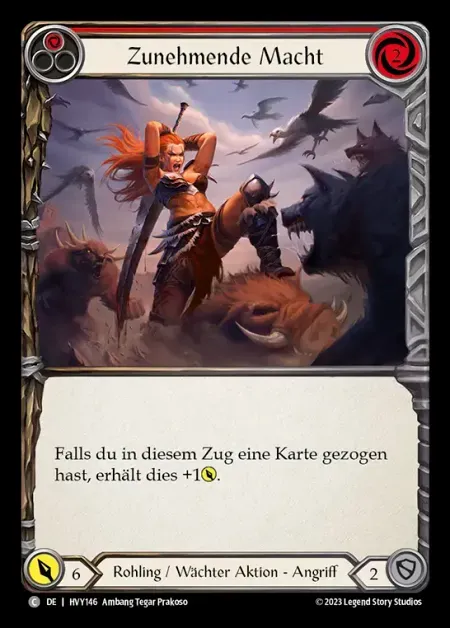 Zunehmende Macht
2
Falls du in diesem Zug eine Karte gezogen
hast, erhält dies +1.
6
Rohling / Wächter Aktion - Angriff
2
C DE | HVY146 Ambang Tegar Prakoso
© 2023 Legend Story Studios